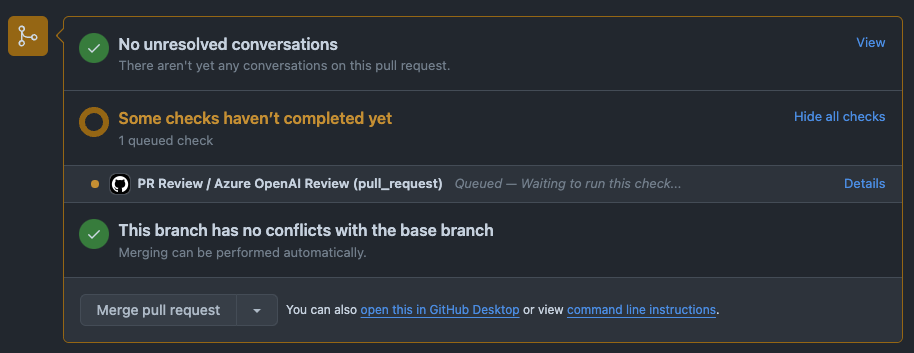 No unresolved conversations
View
There aren't yet any conversations on this pull request.
Some checks haven’t completed yet
Hide all checks
1 queued check
PR Review / Azure OpenAI Review (pull_request) Queued — Waiting to run this check...
Details
This branch has no conflicts with the base branch
Merging can be performed automatically.
Merge pull request
You can also open this in GitHub Desktop or view command line instructions.